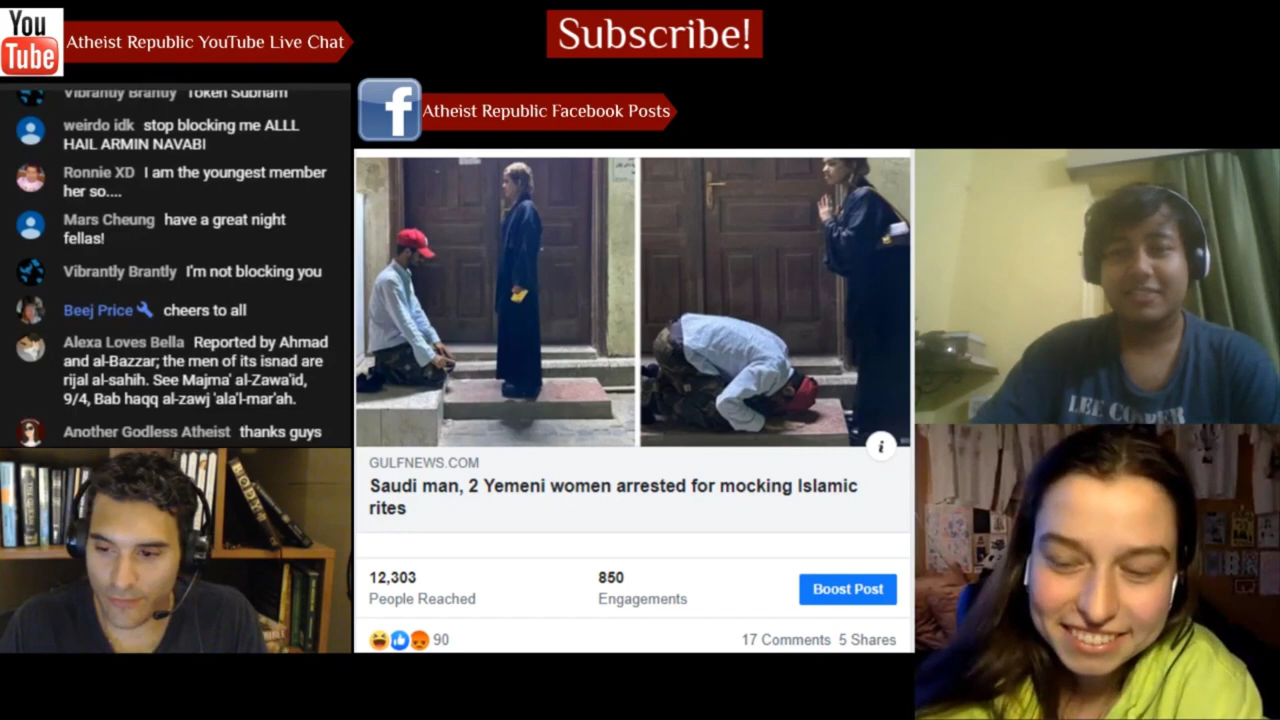 You
Tube
Atheist Republic YouTube Live Chat
Subscribe!
f
Atheist Republic Facebook Posts
Vibrantly Brantly Token Subham
weirdo idk stop blocking me ALLL
HAIL ARMIN NAVABI
Ronnie XD I am the youngest member
her so....
Mars Cheung have a great night
fellas!
Vibrantly Brantly I'm not blocking you
Beej Price cheers to all
Alexa Loves Bella Reported by Ahmad
and al-Bazzar; the men of its isnad are
rijal al-sahih. See Majma' al-Zawa'id,
9/4, Bab haqq al-zawj 'ala'l-mar'ah.
Another Godless Atheist thanks guys
i
GULFNEWS.COM
Saudi man, 2 Yemeni women arrested for mocking Islamic
rites
12,303
People Reached
850
Engagements
Boost Post
90
17 Comments 5 Shares
LEE COOPER